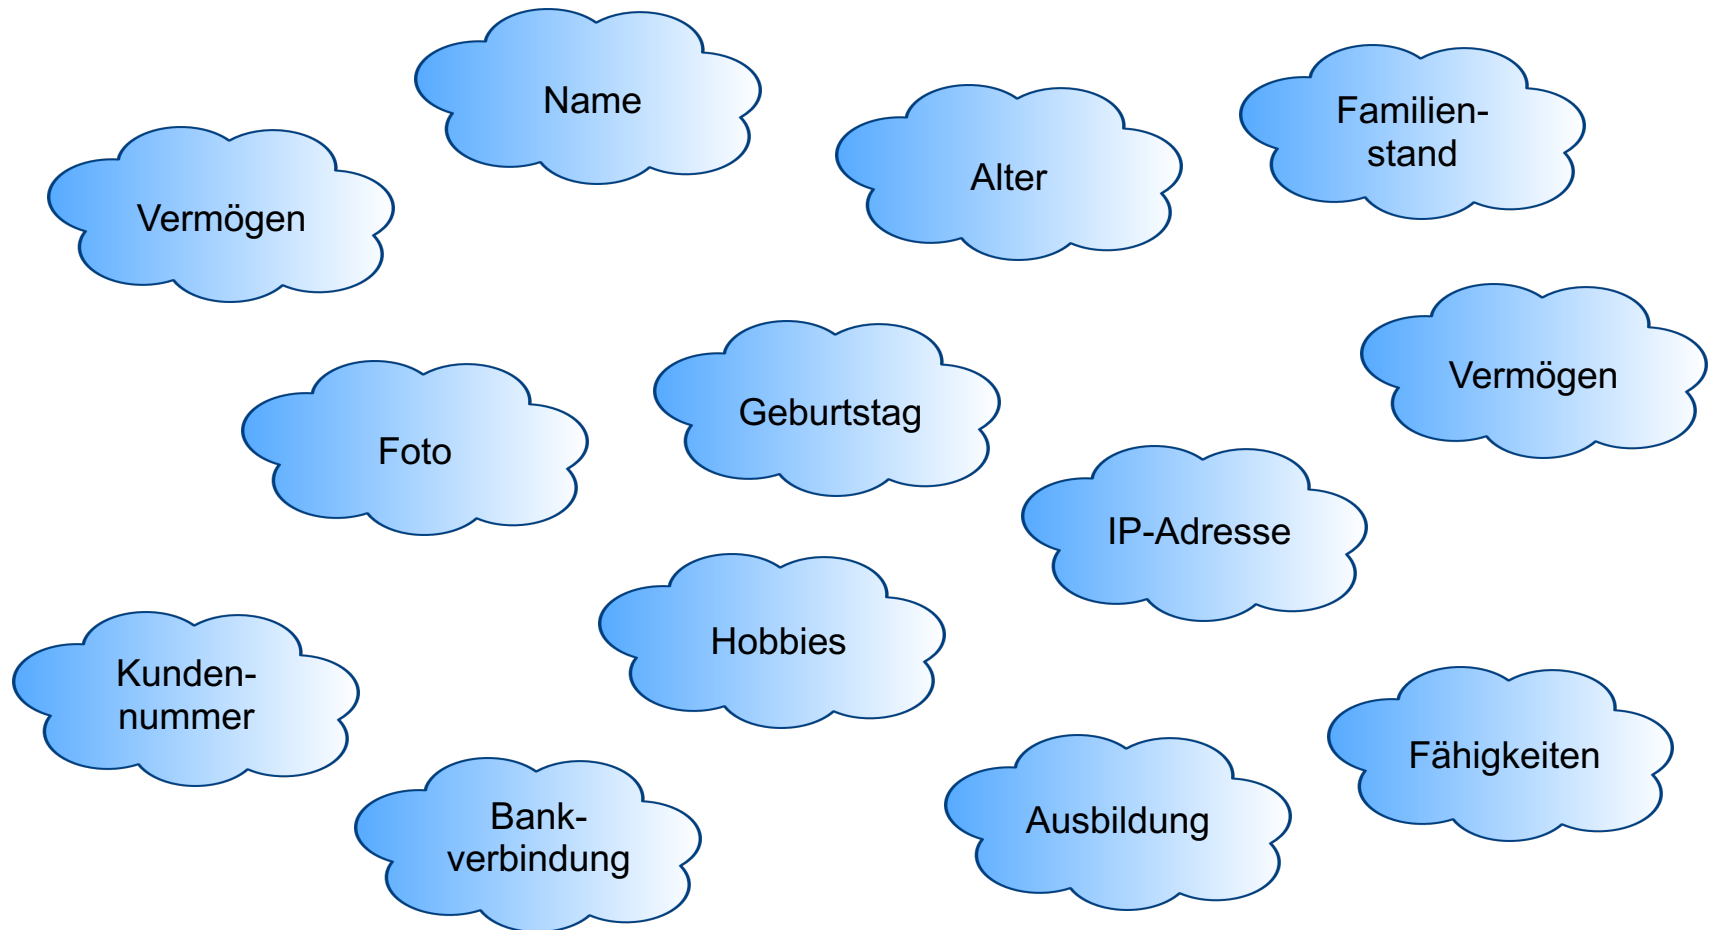 Name
Familien-
stand
Alter
Vermögen
Vermögen
Geburtstag
Foto
IP-Adresse
Hobbies
Kunden-
nummer
Fähigkeiten
Bank-
verbindung
Ausbildung